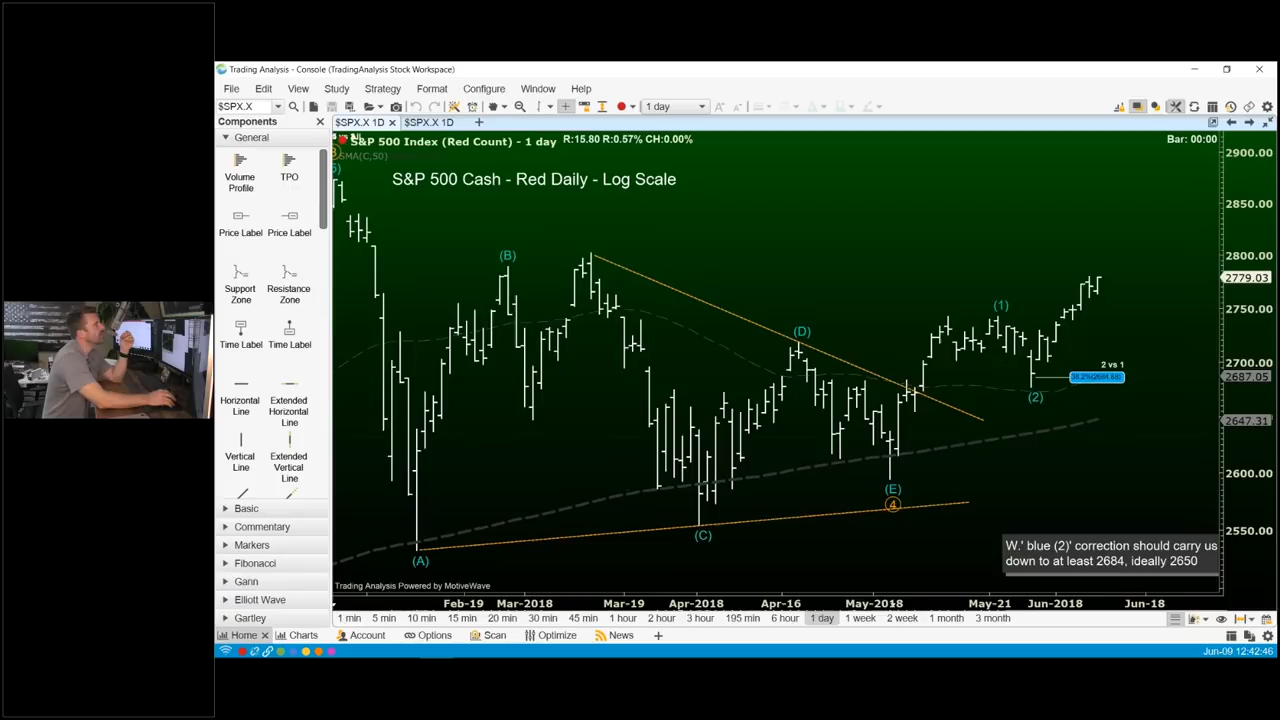 Trading Analysis - Console (TradingAnalysis Stock Workspace)
File Edit View Study Strategy Format Configure Window Help
$SPX.X 1 day
Components $SPX.X 1D $SPX.X 1D
General
Volume Profile
TPO
Price Label
Price Label
Support Zone
Resistance Zone
Time Label
Time Label
Horizontal Line
Extended Horizontal Line
Vertical Line
Extended Vertical Line
Basic
Commentary
Markers
Fibonacci
Gann
Elliott Wave
Gartley
S&P 500 Index (Red Count) - 1 day R:15.80 R:0.57% CH:0.00% Bar: 00:00
SMA(C,50)
S&P 500 Cash - Red Daily - Log Scale
(B)
(D)
(1)
2 vs 1
38.2%(2684.68)
(2)
(E)
4
(C)
(A)
W.' blue (2)' correction should carry us
down to at least 2684, ideally 2650
Trading Analysis Powered by MotiveWave
2900.00
2850.00
2800.00
2779.03
2750.00
2700.00
2687.05
2647.31
2600.00
2550.00
Feb-19 Mar-2018 Mar-19 Apr-2018 Apr-16 May-2018 May-21 Jun-2018 Jun-18
1 min 5 min 10 min 15 min 20 min 30 min 45 min 1 hour 2 hour 3 hour 195 min 6 hour 1 day 1 week 2 week 1 month 3 month
Home Charts Account Options Scan Optimize News
Jun-09 12:42:46